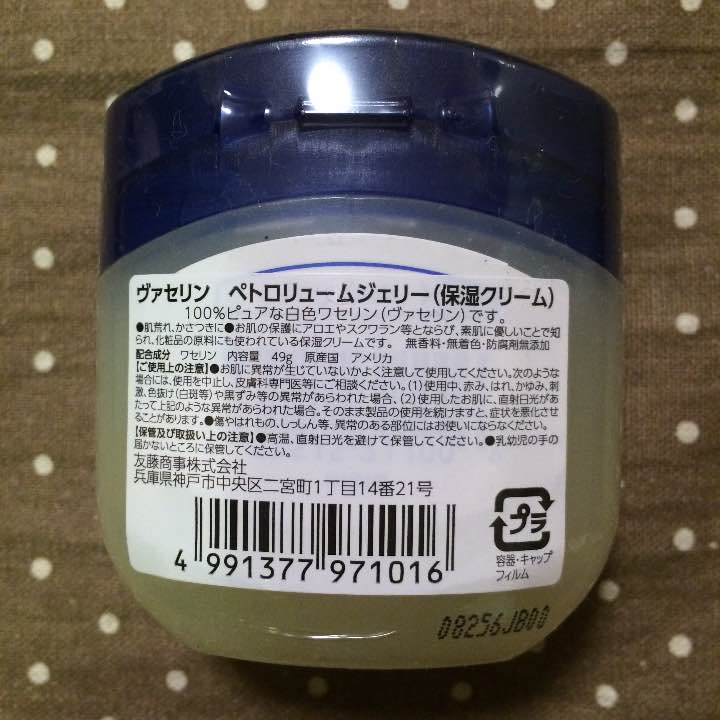 ヴァセリン　ペトロリュームジェリー(保湿クリーム)
100%ピュアな白色ワセリン(ヴァセリン)です。
●肌荒れ、かさつきに●お肌の保護にアロエやスクワラン等とならび、素肌に優しいことで知
られ、化粧品の原料にも使われている保湿クリームです。　無香料・無着色・防腐剤無添加
配合成分　ワセリン　内容量　49g　原産国　アメリカ
【ご使用上の注意】●お肌に異常が生じていないかよく注意して使用してください。次のような
場合には、使用を中止し、皮膚科専門医等にご相談ください。(1)使用中、赤み、はれ、かゆみ、刺
激、色抜け(白斑等)や黒ずみ等の異常があらわれた場合、(2)使用したお肌に、直射日光があ
たって上記のような異常があらわれた場合。そのまま製品の使用を続けますと、症状を悪化させ
ることがあります。●傷やはれもの、しっしん等、異常のある部位にはお使いにならなくださ い。
【保管及び取扱い上の注意】●高温、直射日光を避けて保管してください。●乳幼児の手の
届かないところに保管してください。
友藤商事株式会社
兵庫県神戸市中央区二宮町1丁目14番21号
プラ
容器・キャップ
フィルム
4 991377 971016
08256JB00